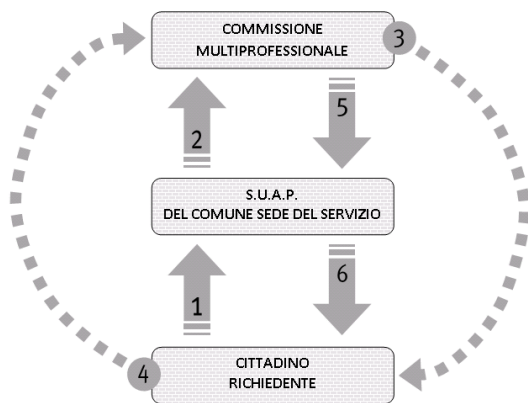 COMMISSIONE
MULTIPROFESSIONALE
3
2
5
S.U.A.P.
DEL COMUNE SEDE DEL SERVIZIO
1
6
4
CITTADINO
RICHIEDENTE